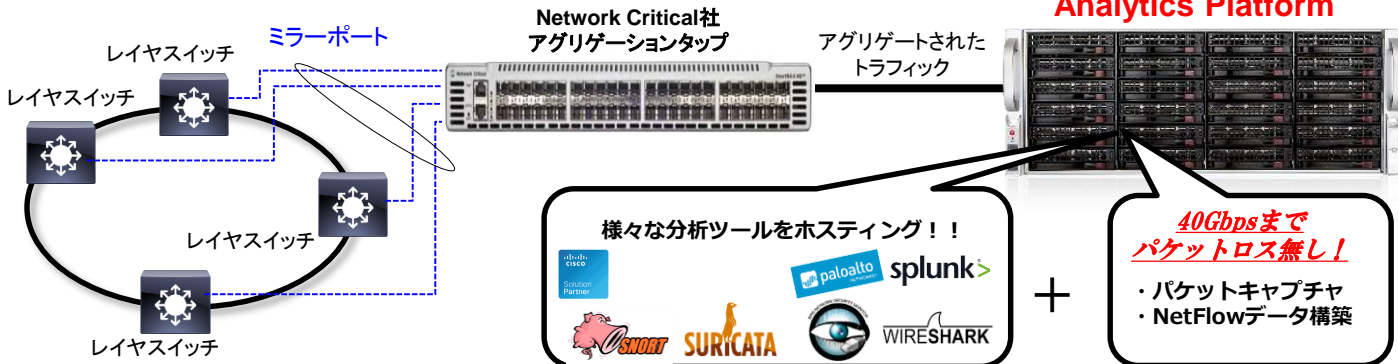 Analytics Platform
Network Critical社
アグリゲーションタップ
アグリゲートされた
トラフィック
ミラーポート
レイヤスイッチ
レイヤスイッチ
レイヤスイッチ
レイヤスイッチ
Network Critical
様々な分析ツールをホスティング！！
CISCO
Solution
Partner
paloalto
splunk>
SNORT
SURICATA
WIRESHARK
+
40Gbpsまで
パケットロス無し！
・パケットキャプチャ
・NetFlowデータ構築